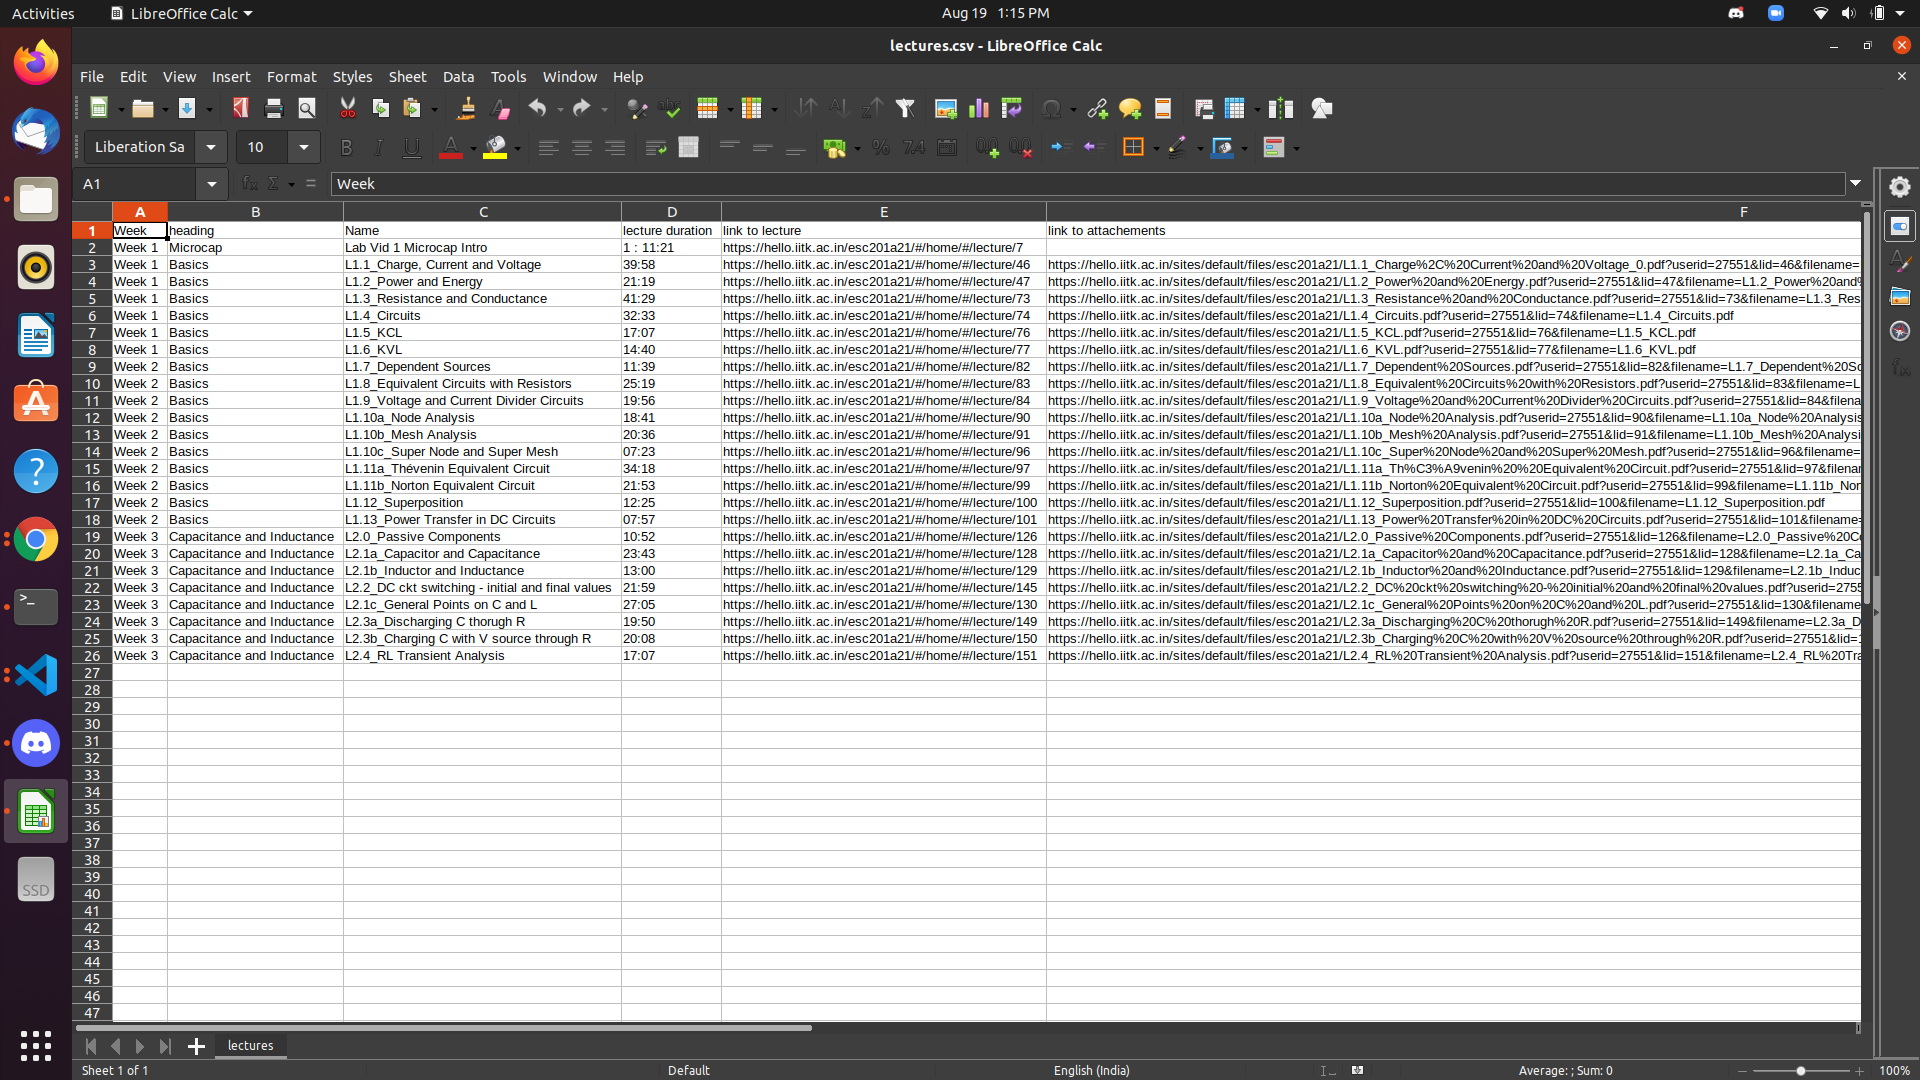 Activities LibreOffice Calc Aug 19 1:15 PM
lectures.csv - LibreOffice Calc
File Edit View Insert Format Styles Sheet Data Tools Window Help
Liberation Sa 10
A1 Week
A B C D E F
1 Week heading Name lecture duration link to lecture link to attachements
2 Week 1 Microcap Lab Vid 1 Microcap Intro 1 : 11:21 https://hello.iitk.ac.in/esc201a21/#/home/#/lecture/7
3 Week 1 Basics L1.1_Charge, Current and Voltage 39:58 https://hello.iitk.ac.in/esc201a21/#/home/#/lecture/46 https://hello.iitk.ac.in/sites/default/files/esc201a21/L1.1_Charge%2C%20Current%20and%20Voltage_0.pdf?userid=27551&lid=46&filename=
4 Week 1 Basics L1.2_Power and Energy 21:19 https://hello.iitk.ac.in/esc201a21/#/home/#/lecture/47 https://hello.iitk.ac.in/sites/default/files/esc201a21/L1.2_Power%20and%20Energy.pdf?userid=27551&lid=47&filename=L1.2_Power%20and%
5 Week 1 Basics L1.3_Resistance and Conductance 41:29 https://hello.iitk.ac.in/esc201a21/#/home/#/lecture/73 https://hello.iitk.ac.in/sites/default/files/esc201a21/L1.3_Resistance%20and%20Conductance.pdf?userid=27551&lid=73&filename=L1.3_Res
6 Week 1 Basics L1.4_Circuits 32:33 https://hello.iitk.ac.in/esc201a21/#/home/#/lecture/74 https://hello.iitk.ac.in/sites/default/files/esc201a21/L1.4_Circuits.pdf?userid=27551&lid=74&filename=L1.4_Circuits.pdf
7 Week 1 Basics L1.5_KCL 17:07 https://hello.iitk.ac.in/esc201a21/#/home/#/lecture/76 https://hello.iitk.ac.in/sites/default/files/esc201a21/L1.5_KCL.pdf?userid=27551&lid=76&filename=L1.5_KCL.pdf
8 Week 1 Basics L1.6_KVL 14:40 https://hello.iitk.ac.in/esc201a21/#/home/#/lecture/77 https://hello.iitk.ac.in/sites/default/files/esc201a21/L1.6_KVL.pdf?userid=27551&lid=77&filename=L1.6_KVL.pdf
9 Week 2 Basics L1.7_Dependent Sources 11:39 https://hello.iitk.ac.in/esc201a21/#/home/#/lecture/82 https://hello.iitk.ac.in/sites/default/files/esc201a21/L1.7_Dependent%20Sources.pdf?userid=27551&lid=82&filename=L1.7_Dependent%20So
10 Week 2 Basics L1.8_Equivalent Circuits with Resistors 25:19 https://hello.iitk.ac.in/esc201a21/#/home/#/lecture/83 https://hello.iitk.ac.in/sites/default/files/esc201a21/L1.8_Equivalent%20Circuits%20with%20Resistors.pdf?userid=27551&lid=83&filename=L
11 Week 2 Basics L1.9_Voltage and Current Divider Circuits 19:56 https://hello.iitk.ac.in/esc201a21/#/home/#/lecture/84 https://hello.iitk.ac.in/sites/default/files/esc201a21/L1.9_Voltage%20and%20Current%20Divider%20Circuits.pdf?userid=27551&lid=84&filena
12 Week 2 Basics L1.10a_Node Analysis 18:41 https://hello.iitk.ac.in/esc201a21/#/home/#/lecture/90 https://hello.iitk.ac.in/sites/default/files/esc201a21/L1.10a_Node%20Analysis.pdf?userid=27551&lid=90&filename=L1.10a_Node%20Analysis
13 Week 2 Basics L1.10b_Mesh Analysis 20:36 https://hello.iitk.ac.in/esc201a21/#/home/#/lecture/91 https://hello.iitk.ac.in/sites/default/files/esc201a21/L1.10b_Mesh%20Analysis.pdf?userid=27551&lid=91&filename=L1.10b_Mesh%20Analysi
14 Week 2 Basics L1.10c_Super Node and Super Mesh 07:23 https://hello.iitk.ac.in/esc201a21/#/home/#/lecture/96 https://hello.iitk.ac.in/sites/default/files/esc201a21/L1.10c_Super%20Node%20and%20Super%20Mesh.pdf?userid=27551&lid=96&filename=
15 Week 2 Basics L1.11a_Thévenin Equivalent Circuit 34:18 https://hello.iitk.ac.in/esc201a21/#/home/#/lecture/97 https://hello.iitk.ac.in/sites/default/files/esc201a21/L1.11a_Th%C3%A9venin%20%20Equivalent%20Circuit.pdf?userid=27551&lid=97&filenar
16 Week 2 Basics L1.11b_Norton Equivalent Circuit 21:53 https://hello.iitk.ac.in/esc201a21/#/home/#/lecture/99 https://hello.iitk.ac.in/sites/default/files/esc201a21/L1.11b_Norton%20Equivalent%20Circuit.pdf?userid=27551&lid=99&filename=L1.11b_Nor
17 Week 2 Basics L1.12_Superposition 12:25 https://hello.iitk.ac.in/esc201a21/#/home/#/lecture/100 https://hello.iitk.ac.in/sites/default/files/esc201a21/L1.12_Superposition.pdf?userid=27551&lid=100&filename=L1.12_Superposition.pdf
18 Week 2 Basics L1.13_Power Transfer in DC Circuits 07:57 https://hello.iitk.ac.in/esc201a21/#/home/#/lecture/101 https://hello.iitk.ac.in/sites/default/files/esc201a21/L1.13_Power%20Transfer%20in%20DC%20Circuits.pdf?userid=27551&lid=101&filename=
19 Week 3 Capacitance and Inductance L2.0_Passive Components 10:52 https://hello.iitk.ac.in/esc201a21/#/home/#/lecture/126 https://hello.iitk.ac.in/sites/default/files/esc201a21/L2.0_Passive%20Components.pdf?userid=27551&lid=126&filename=L2.0_Passive%20Co
20 Week 3 Capacitance and Inductance L2.1a_Capacitor and Capacitance 23:43 https://hello.iitk.ac.in/esc201a21/#/home/#/lecture/128 https://hello.iitk.ac.in/sites/default/files/esc201a21/L2.1a_Capacitor%20and%20Capacitance.pdf?userid=27551&lid=128&filename=L2.1a_Ca
21 Week 3 Capacitance and Inductance L2.1b_Inductor and Inductance 13:00 https://hello.iitk.ac.in/esc201a21/#/home/#/lecture/129 https://hello.iitk.ac.in/sites/default/files/esc201a21/L2.1b_Inductor%20and%20Inductance.pdf?userid=27551&lid=129&filename=L2.1b_Induc
22 Week 3 Capacitance and Inductance L2.2_DC ckt switching - initial and final values 21:59 https://hello.iitk.ac.in/esc201a21/#/home/#/lecture/145 https://hello.iitk.ac.in/sites/default/files/esc201a21/L2.2_DC%20ckt%20switching%20-%20initial%20and%20final%20values.pdf?userid=2755
23 Week 3 Capacitance and Inductance L2.1c_General Points on C and L 27:05 https://hello.iitk.ac.in/esc201a21/#/home/#/lecture/130 https://hello.iitk.ac.in/sites/default/files/esc201a21/L2.1c_General%20Points%20on%20C%20and%20L.pdf?userid=27551&lid=130&filename
24 Week 3 Capacitance and Inductance L2.3a_Discharging C thorugh R 19:50 https://hello.iitk.ac.in/esc201a21/#/home/#/lecture/149 https://hello.iitk.ac.in/sites/default/files/esc201a21/L2.3a_Discharging%20C%20thorugh%20R.pdf?userid=27551&lid=149&filename=L2.3a_D
25 Week 3 Capacitance and Inductance L2.3b_Charging C with V source through R 20:08 https://hello.iitk.ac.in/esc201a21/#/home/#/lecture/150 https://hello.iitk.ac.in/sites/default/files/esc201a21/L2.3b_Charging%20C%20with%20V%20source%20through%20R.pdf?userid=27551&lid=1
26 Week 3 Capacitance and Inductance L2.4_RL Transient Analysis 17:07 https://hello.iitk.ac.in/esc201a21/#/home/#/lecture/151 https://hello.iitk.ac.in/sites/default/files/esc201a21/L2.4_RL%20Transient%20Analysis.pdf?userid=27551&lid=151&filename=L2.4_RL%20Tra
27
28
29
30
31
32
33
34
35
36
37
38
39
40
41
42
43
44
45
46
47
SSD
lectures
Sheet 1 of 1 Default English (India) Average: ; Sum: 0 100%